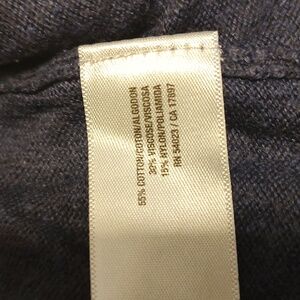 55% COTTON/COTON/ALGODON
30% VISCOSE/VISCOSA
15% NYLON/POLIAMIDA
RN 54023 / CA 17897